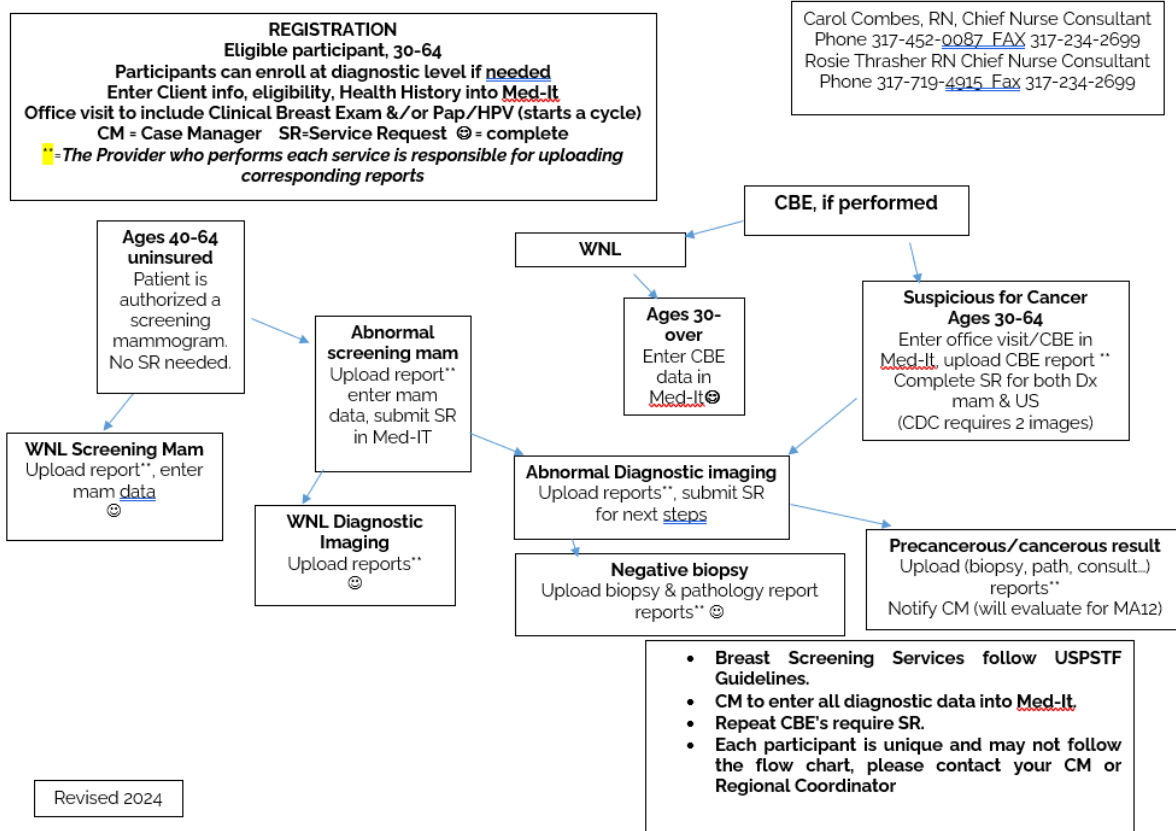 REGISTRATION
Eligible participant, 30-64
Participants can enroll at diagnostic level if needed
Enter Client info, eligibility, Health History into Med-It
Office visit to include Clinical Breast Exam &/or Pap/HPV (starts a cycle)
CM = Case Manager SR=Service Request ☺ = complete
**=The Provider who performs each service is responsible for uploading
corresponding reports
Carol Combes, RN, Chief Nurse Consultant
Phone 317-452-0087 FAX 317-234-2699
Rosie Thrasher RN Chief Nurse Consultant
Phone 317-719-4915 Fax 317-234-2699
CBE, if performed
Ages 40-64
uninsured
Patient is
authorized a
screening
mammogram.
No SR needed.
WNL
Abnormal
screening mam
Upload report**
enter mam
data, submit SR
in Med-IT
Ages 30-
over
Enter CBE
data in
Med-It☺
Suspicious for Cancer
Ages 30-64
Enter office visit/CBE in
Med-It, upload CBE report **
Complete SR for both Dx
mam & US
(CDC requires 2 images)
WNL Screening Mam
Upload report**, enter
mam data
☺
WNL Diagnostic
Imaging
Upload reports**
☺
Abnormal Diagnostic imaging
Upload reports**, submit SR
for next steps
Negative biopsy
Upload biopsy & pathology report
reports** ☺
Precancerous/cancerous result
Upload (biopsy, path, consult…)
reports**
Notify CM (will evaluate for MA12)
• Breast Screening Services follow USPSTF
Guidelines.
• CM to enter all diagnostic data into Med-It.
• Repeat CBE's require SR.
• Each participant is unique and may not follow
the flow chart, please contact your CM or
Regional Coordinator
Revised 2024